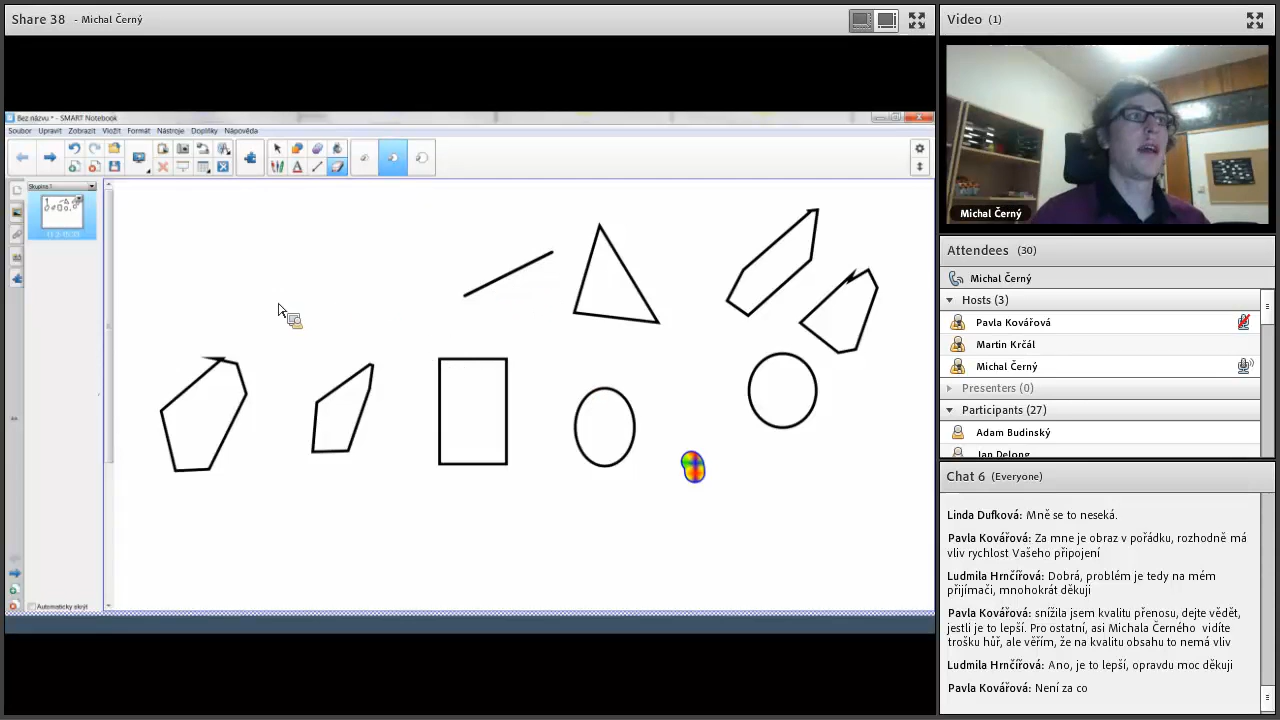 Share 38 - Michal Černý
Bez názvu * - SMART Notebook
Soubor Upravit Zobrazit Vložit Formát Nástroje Doplňky Nápověda
Skupina 1
Automaticky skrýt
Video (1)
Michal Černý
Attendees (30)
Michal Černý
Hosts (3)
Pavla Kovářová
Martin Krčál
Michal Černý
Presenters (0)
Participants (27)
Adam Budinský
Jan Delong
Chat 6 (Everyone)
Linda Dufková: Mně se to neseká.
Pavla Kovářová: Za mne je obraz v pořádku, rozhodně má
vliv rychlost Vašeho připojení
Ludmila Hrnčířová: Dobrá, problém je tedy na mém
přijímači, mnohokrát děkuji
Pavla Kovářová: snížila jsem kvalitu přenosu, dejte vědět,
jestli je to lepší. Pro ostatní, asi Michala Černého vidíte
trošku hůř, ale věřím, že na kvalitu obsahu to nemá vliv
Ludmila Hrnčířová: Ano, je to lepší, opravdu moc děkuji
Pavla Kovářová: Není za co